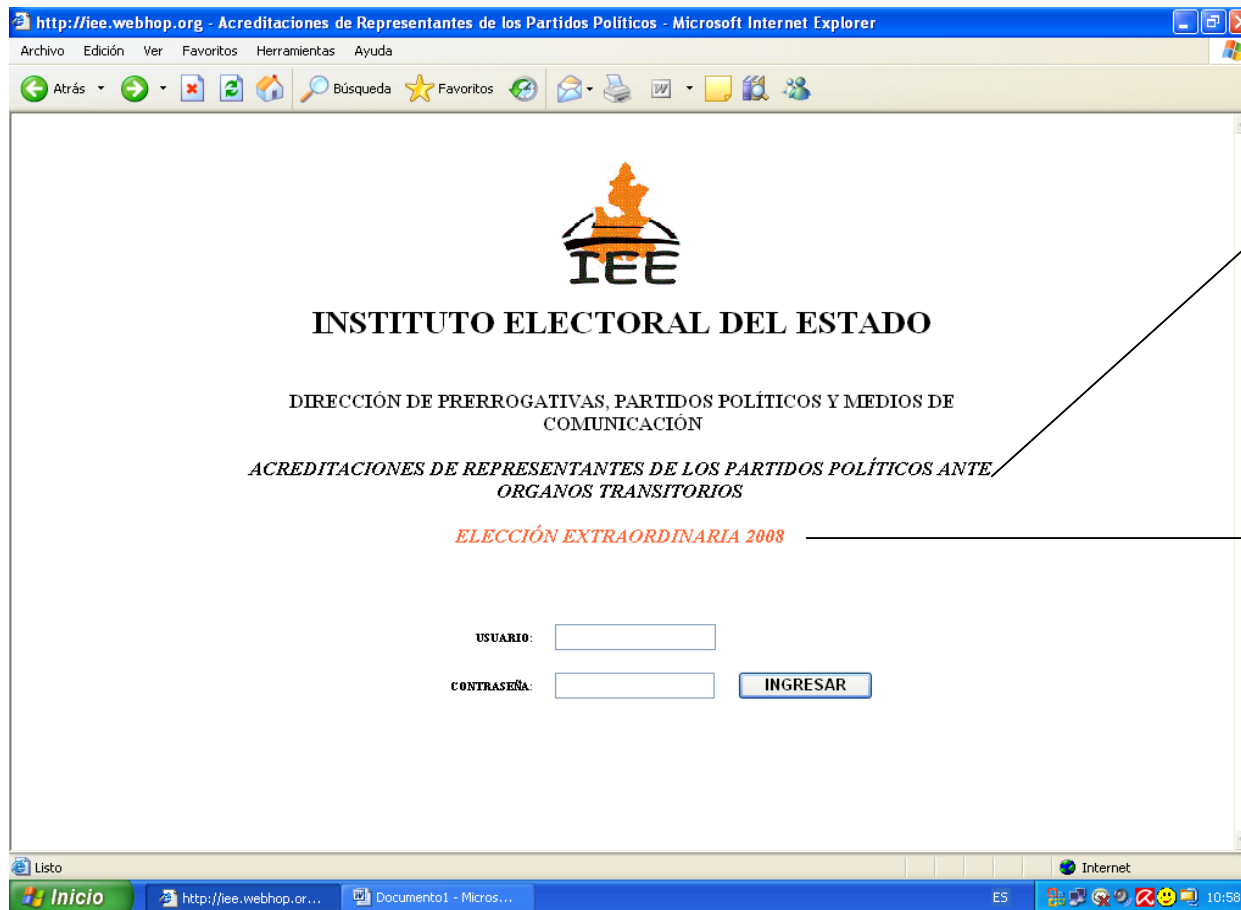 http://iee.webhop.org - Acreditaciones de Representantes de los Partidos Políticos - Microsoft Internet Explorer
Archivo Edición Ver Favoritos Herramientas Ayuda
Atrás Búsqueda Favoritos
IEE
INSTITUTO ELECTORAL DEL ESTADO
DIRECCIÓN DE PRERROGATIVAS, PARTIDOS POLÍTICOS Y MEDIOS DE
COMUNICACIÓN
ACREDITACIONES DE REPRESENTANTES DE LOS PARTIDOS POLÍTICOS ANTE
ORGANOS TRANSITORIOS
ELECCIÓN EXTRAORDINARIA 2008
USUARIO:
CONTRASEÑA:
INGRESAR
Listo
Internet
Inicio
http://iee.webhop.or...
Documento1 - Micros...
ES
10:58